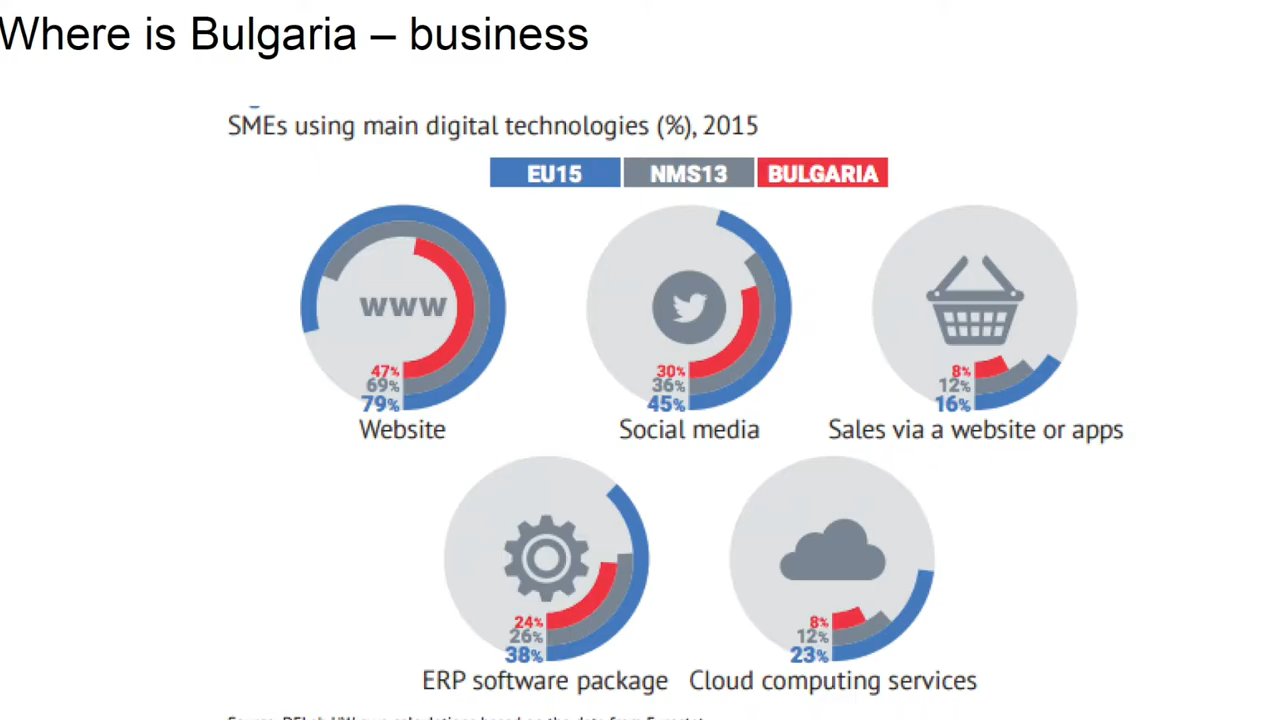 Where is Bulgaria – business
SMEs using main digital technologies (%), 2015
EU15 NMS13 BULGARIA
www
47%
69%
79%
Website
30%
36%
45%
Social media
8%
12%
16%
Sales via a website or apps
24%
26%
38%
ERP software package
8%
12%
23%
Cloud computing services